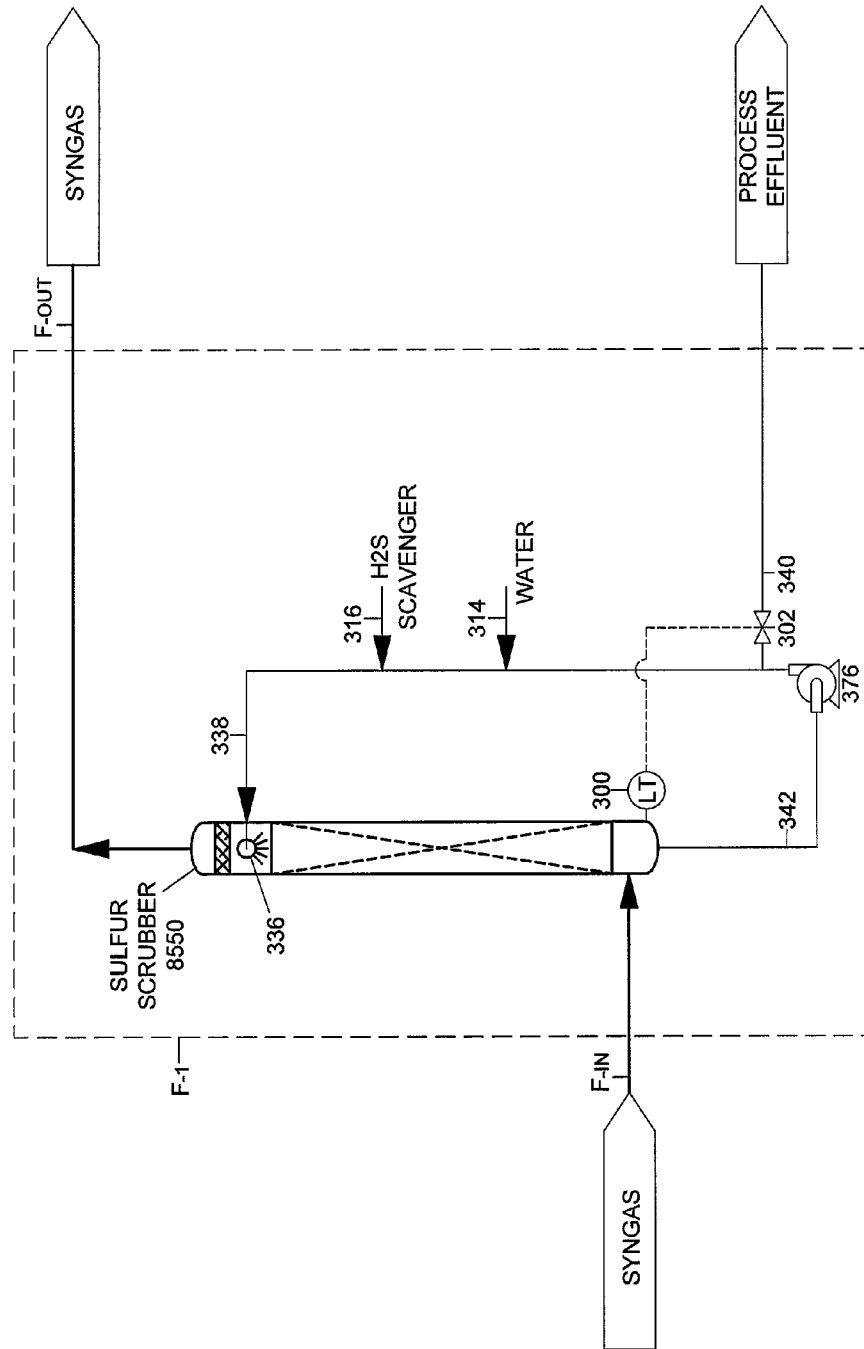 SYNGAS
F-OUT
PROCESS
EFFLUENT
F-1
SULFUR
SCRUBBER
8550
336
338
316
H2S
SCAVENGER
314
WATER
300
LT
340
302
376
342
F-IN
SYNGAS